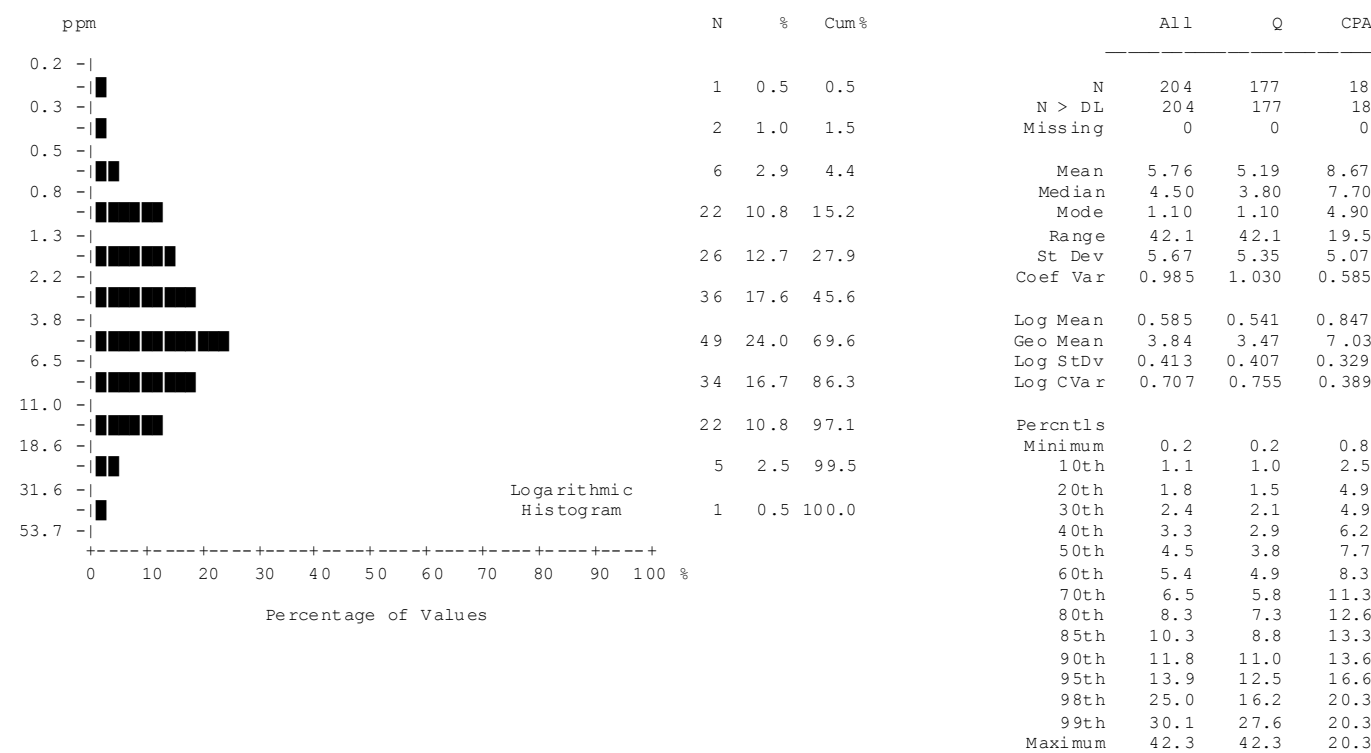 ppm N % Cum% All Q CPA
0.2
1 0.5 0.5 N 204 177 18
0.3 N > DL 204 177 18
2 1.0 1.5 Missing 0 0 0
0.5
6 2.9 4.4 Mean 5.76 5.19 8.67
0.8 Median 4.50 3.80 7.70
22 10.8 15.2 Mode 1.10 1.10 4.90
1.3 Range 42.1 42.1 19.5
26 12.7 27.9 St Dev 5.67 5.35 5.07
2.2 Coef Var 0.985 1.030 0.585
36 17.6 45.6
3.8 Log Mean 0.585 0.541 0.847
49 24.0 69.6 Geo Mean 3.84 3.47 7.03
6.5 Log StDv 0.413 0.407 0.329
34 16.7 86.3 Log CVar 0.707 0.755 0.389
11.0
22 10.8 97.1 Percntls
18.6 Minimum 0.2 0.2 0.8
5 2.5 99.5 10th 1.1 1.0 2.5
31.6 Logarithmic 20th 1.8 1.5 4.9
Histogram 1 0.5 100.0 30th 2.4 2.1 4.9
53.7 40th 3.3 2.9 6.2
50th 4.5 3.8 7.7
0 10 20 30 40 50 60 70 80 90 100 % 60th 5.4 4.9 8.3
70th 6.5 5.8 11.3
Percentage of Values 80th 8.3 7.3 12.6
85th 10.3 8.8 13.3
90th 11.8 11.0 13.6
95th 13.9 12.5 16.6
98th 25.0 16.2 20.3
99th 30.1 27.6 20.3
Maximum 42.3 42.3 20.3